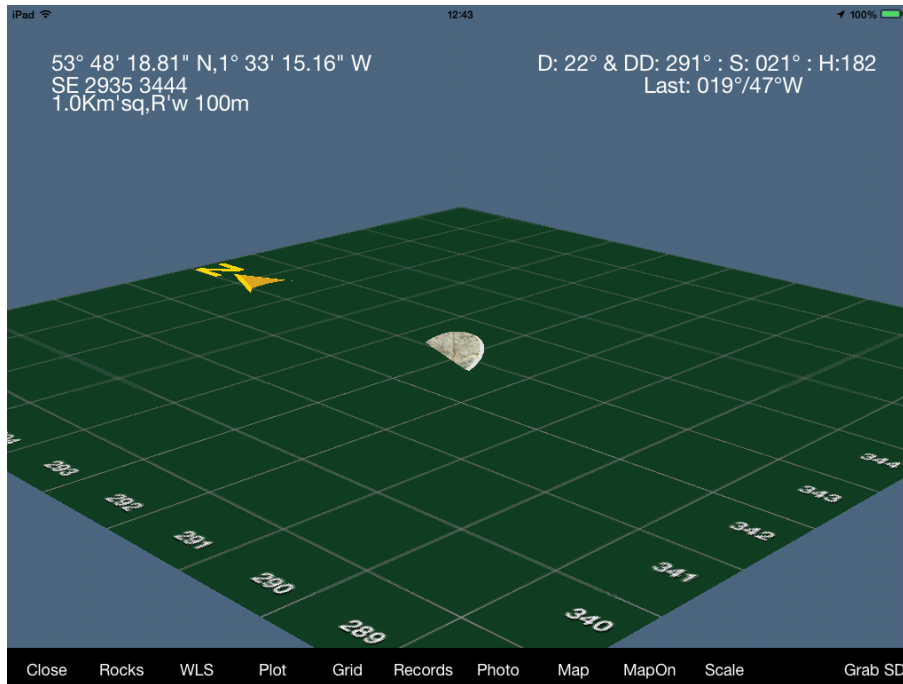 iPad 12:43 100%
53° 48' 18.81" N,1° 33' 15.16" W
D: 22° & DD: 291° : S: 021° : H:182
SE 2935 3444
Last: 019°/47°W
1.0Km'sq,R'w 100m
N
293
292
291
290
289
344
343
342
341
340
Close Rocks WLS Plot Grid Records Photo Map MapOn Scale Grab SD